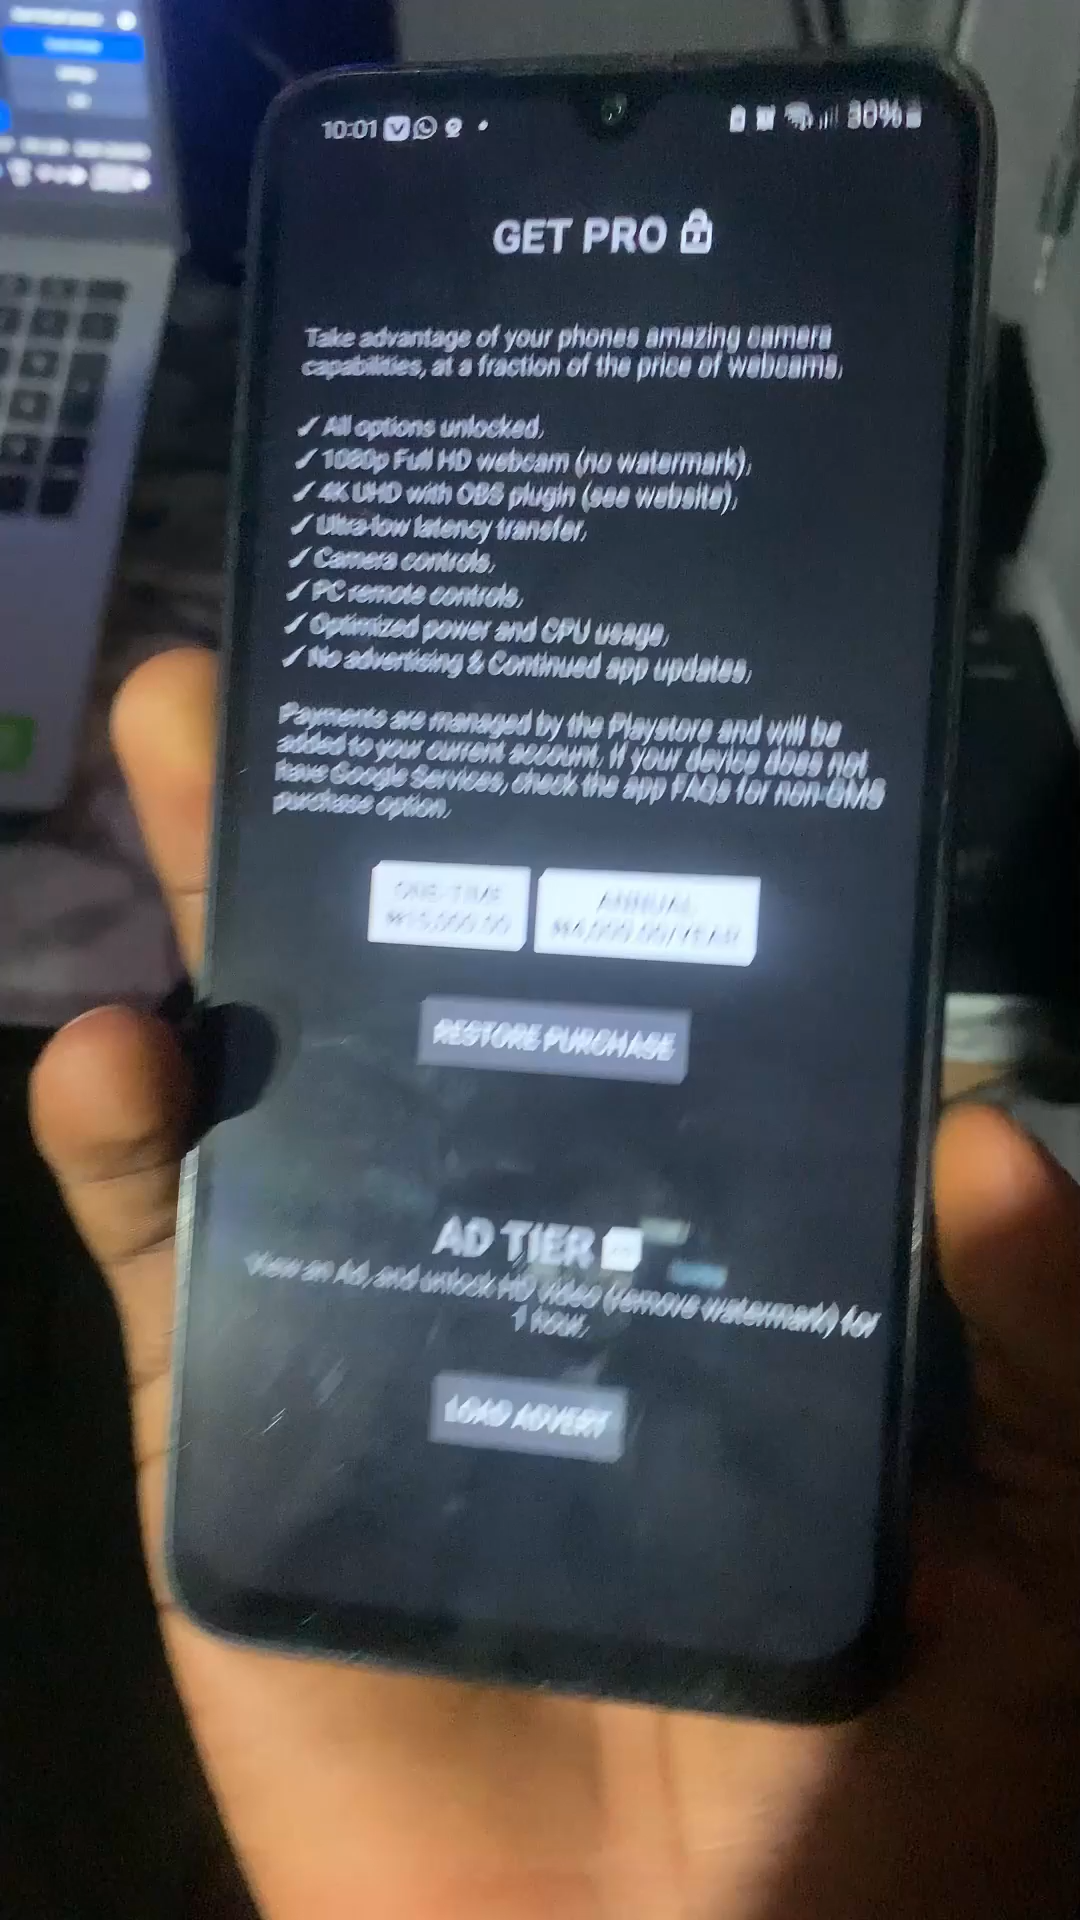 10:01
30%
GET PRO
Take advantage of your phones amazing camera
capabilities, at a fraction of the price of webcams.
✓ All options unlocked.
✓ 1080p Full HD webcam (no watermark).
✓ 4K UHD with OBS plugin (see website).
✓ Ultra-low latency transfer.
✓ Camera controls.
✓ PC remote controls.
✓ Optimized power and CPU usage.
✓ No advertising & Continued app updates.
Payments are managed by the Playstore and will be
added to your current account. If your device does not
have Google Services, check the app FAQs for non-GMS
purchase option.
ONE-TIME
ANNUAL
RESTORE PURCHASE
AD TIER
View an Ad, and unlock HD video (remove watermark) for
1 hour.
LOAD ADVERT